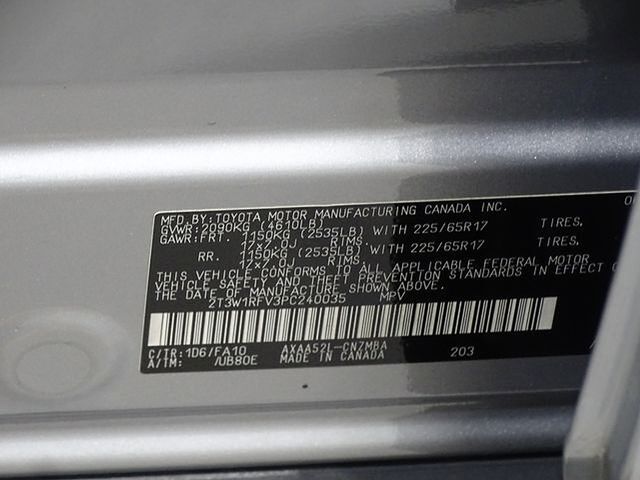 MFD.BY:TOYOTA MOTOR MANUFACTURING CANADA INC.
GVWR:2090KG (4610LB)
GAWR:FRT. 1150KG (2535LB) WITH 225/65R17 TIRES,
17x7.0J RIMS.
RR. 1150KG (2535LB) WITH 225/65R17 TIRES,
17x7.0J RIMS.
THIS VEHICLE CONFORMS TO ALL APPLICABLE FEDERAL MOTOR
VEHICLE SAFETY AND THEFT PREVENTION STANDARDS IN EFFECT
ON THE DATE OF MANUFACTURE SHOWN ABOVE.
2T3W1RFV3PC240035 MPV
C/TR:1D6/FA10 AXAA52L-CNZMBA 203
A/TM: /UB80E MADE IN CANADA